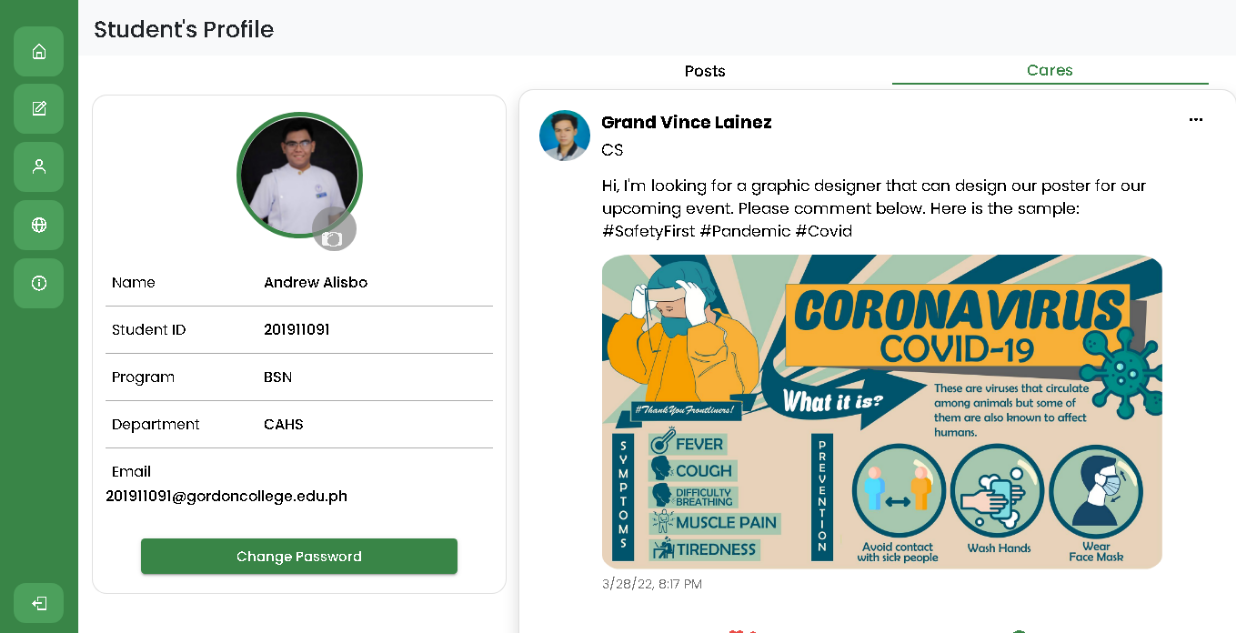 Student's Profile
Posts
Cares
Name
Andrew Alisbo
Student ID
201911091
Program
BSN
Department
CAHS
Email
201911091@gordoncollege.edu.ph
Change Password
Grand Vince Lainez
CS
Hi, I'm looking for a graphic designer that can design our poster for our
upcoming event. Please comment below. Here is the sample:
#SafetyFirst #Pandemic #Covid
CORONAVIRUS
COVID-19
#ThankYouFrontliners!
What it is?
These are viruses that circulate
among animals but some of
them are also known to affect
humans.
SYMPTOMS
FEVER
COUGH
DIFFICULTY
BREATHING
MUSCLE PAIN
TIREDNESS
PREVENTION
Avoid contact
with sick people
Wash Hands
Wear
Face Mask
3/28/22, 8:17 PM